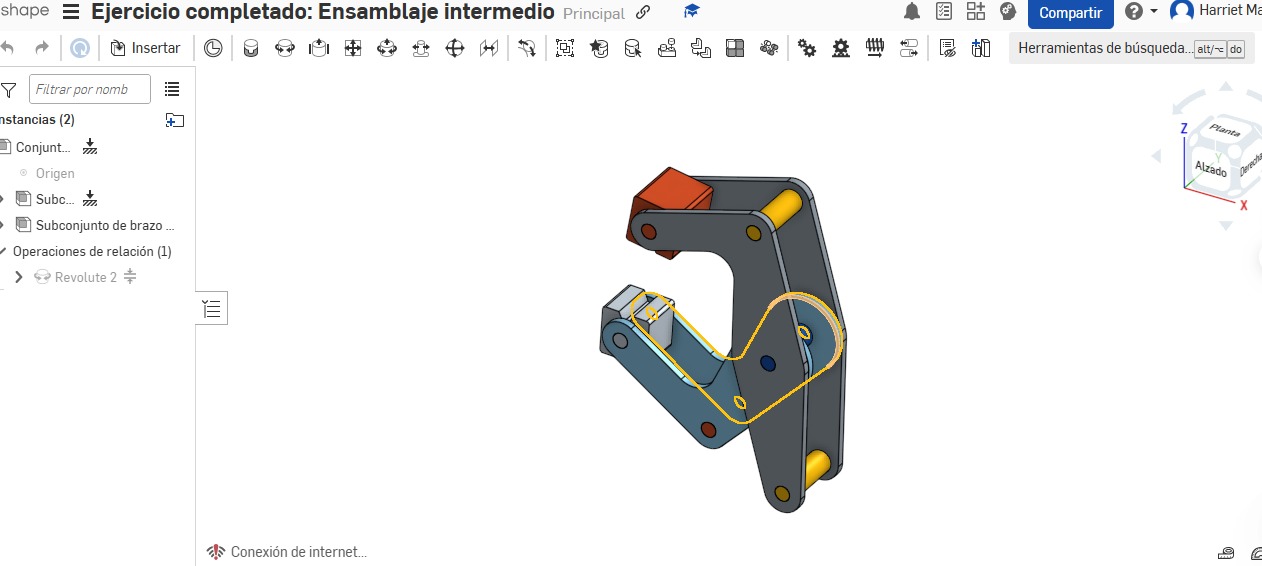 shape Ejercicio completado: Ensamblaje intermedio Principal Compartir Harriet Ma
Insertar Herramientas de búsqueda... alt/⌥ do
Filtrar por nomb
nstancias (2)
Conjunt...
Origen
Subc...
Subconjunto de brazo ...
Operaciones de relación (1)
Revolute 2
Z
Planta
Y
Alzado
Derecha
X
Conexión de internet...